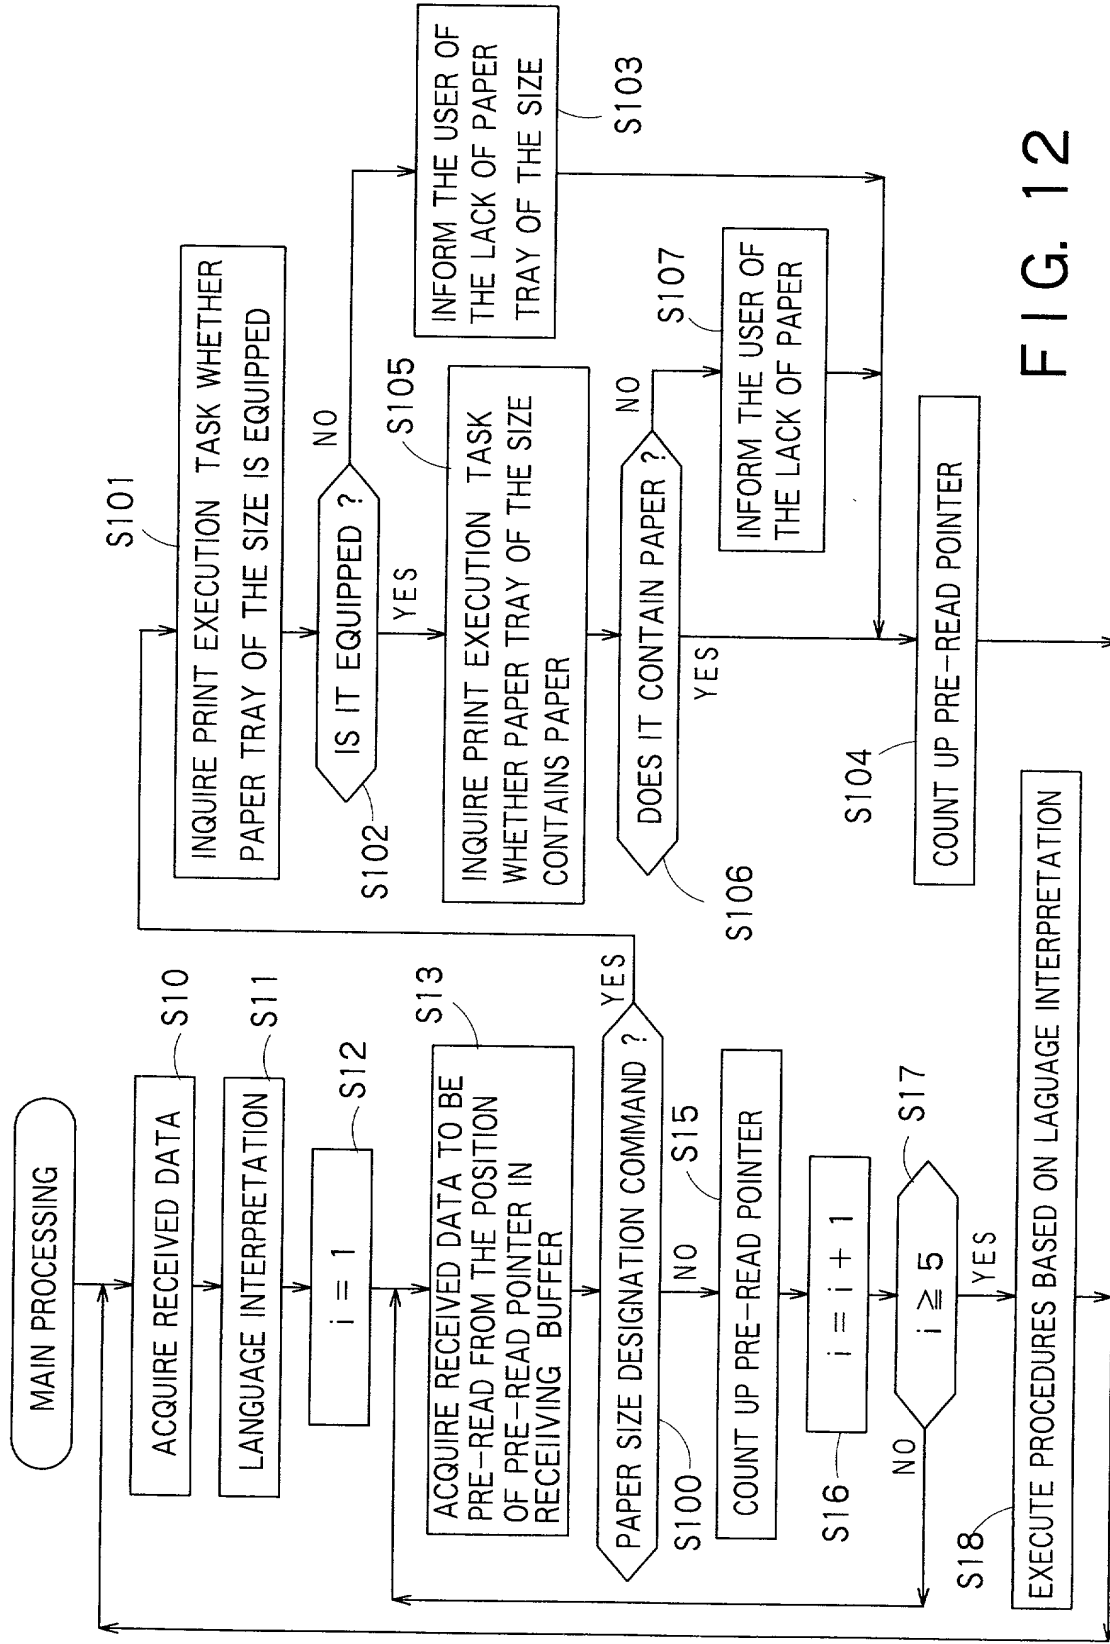 MAIN PROCESSING
ACQUIRE RECEIVED DATA
S10
LANGUAGE INTERPRETATION
S11
i = 1
S12
ACQUIRE RECEIVED DATA TO BE
PRE-READ FROM THE POSITION
OF PRE-READ POINTER IN
RECEIIVING BUFFER
S13
PAPER SIZE DESIGNATION COMMAND ?
S100
YES
NO
COUNT UP PRE-READ POINTER
S15
i = i + 1
S16
i ≧ 5
S17
NO
YES
EXECUTE PROCEDURES BASED ON LAGUAGE INTERPRETATION
S18
S101
INQUIRE PRINT EXECUTION TASK WHETHER
PAPER TRAY OF THE SIZE IS EQUIPPED
IS IT EQUIPPED ?
S102
NO
YES
INFORM THE USER OF
THE LACK OF PAPER
TRAY OF THE SIZE
S103
S105
INQUIRE PRINT EXECUTION TASK
WHETHER PAPER TRAY OF THE SIZE
CONTAINS PAPER
DOES IT CONTAIN PAPER ?
S106
NO
YES
S107
INFORM THE USER OF
THE LACK OF PAPER
S104
COUNT UP PRE-READ POINTER
FIG. 12